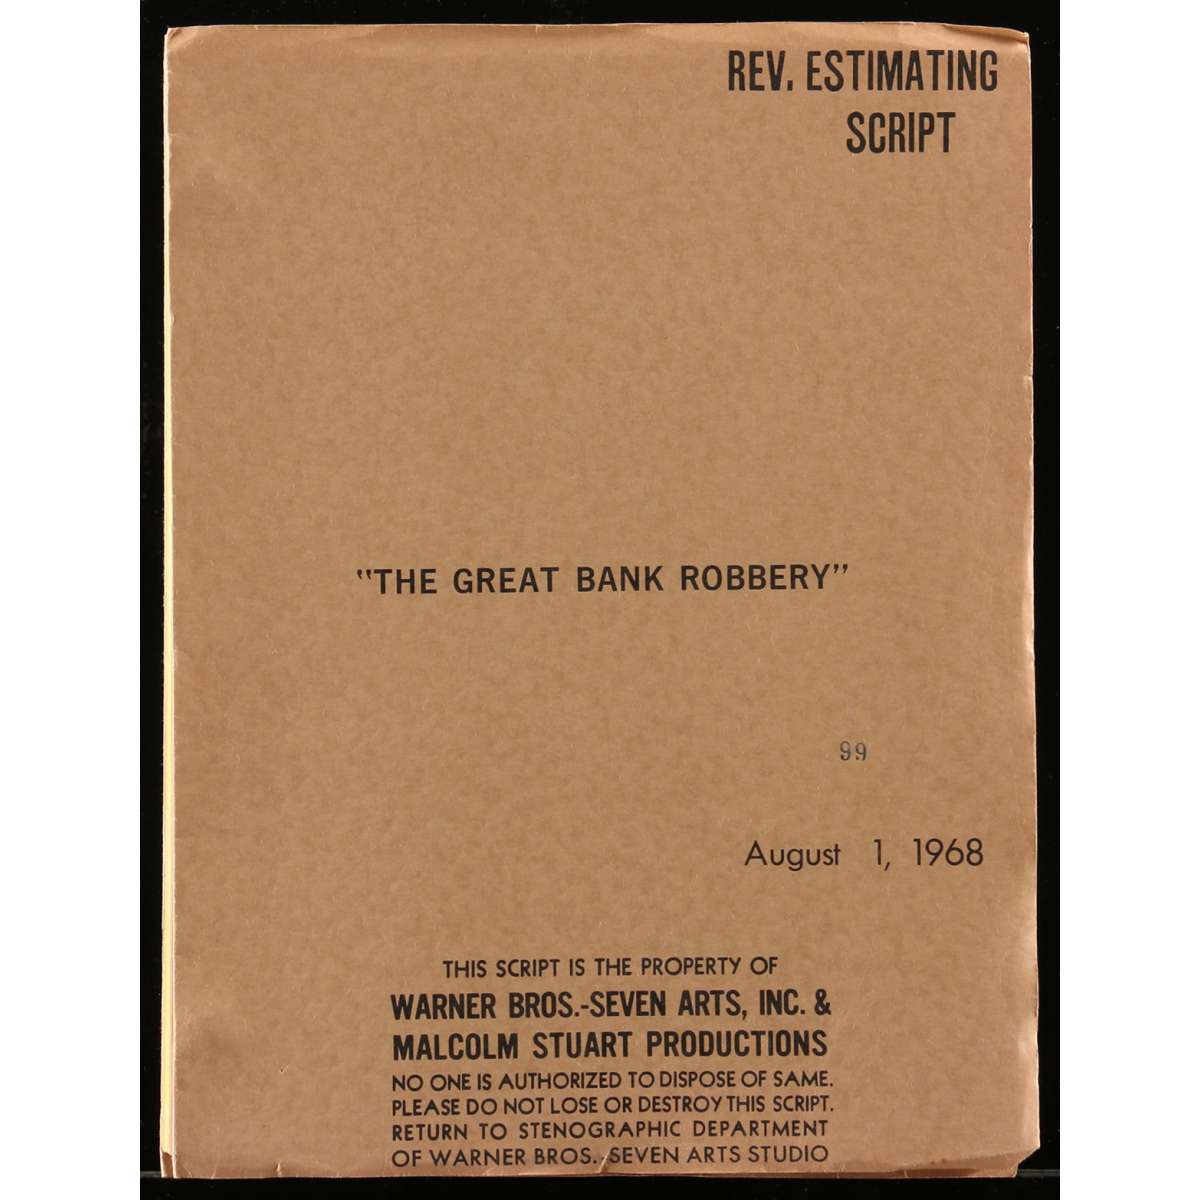 REV. ESTIMATING
SCRIPT
"THE GREAT BANK ROBBERY"
99
August 1, 1968
THIS SCRIPT IS THE PROPERTY OF
WARNER BROS.-SEVEN ARTS, INC. &
MALCOLM STUART PRODUCTIONS
NO ONE IS AUTHORIZED TO DISPOSE OF SAME.
PLEASE DO NOT LOSE OR DESTROY THIS SCRIPT.
RETURN TO STENOGRAPHIC DEPARTMENT
OF WARNER BROS.-SEVEN ARTS STUDIO